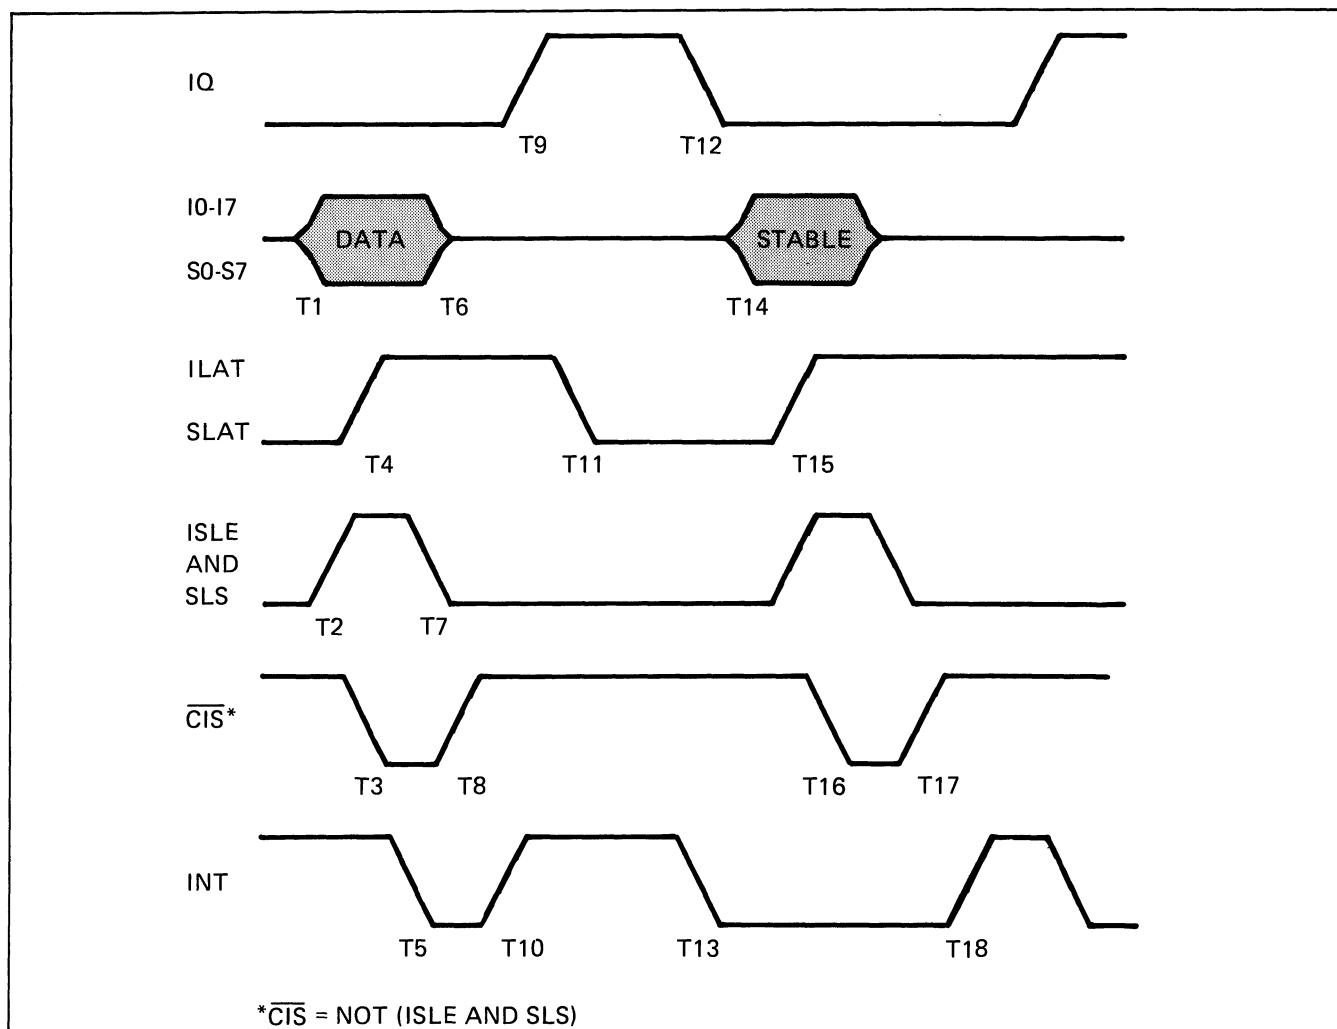 IQ
T9 T12
I0-I7
DATA STABLE
S0-S7
T1 T6 T14
ILAT
SLAT
T4 T11 T15
ISLE
AND
SLS
T2 T7
CIS*
T3 T8 T16 T17
INT
T5 T10 T13 T18
*CIS = NOT (ISLE AND SLS)